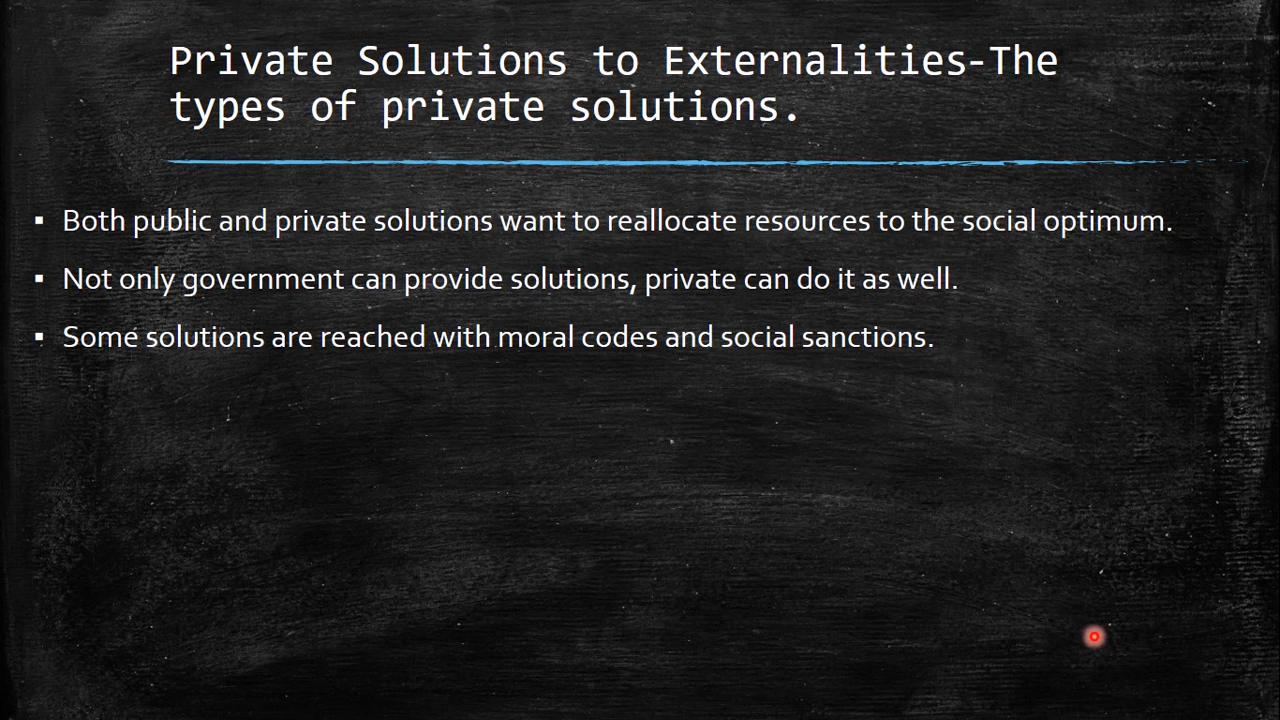 Private Solutions to Externalities-The
types of private solutions.
▪ Both public and private solutions want to reallocate resources to the social optimum.
▪ Not only government can provide solutions, private can do it as well.
▪ Some solutions are reached with moral codes and social sanctions.